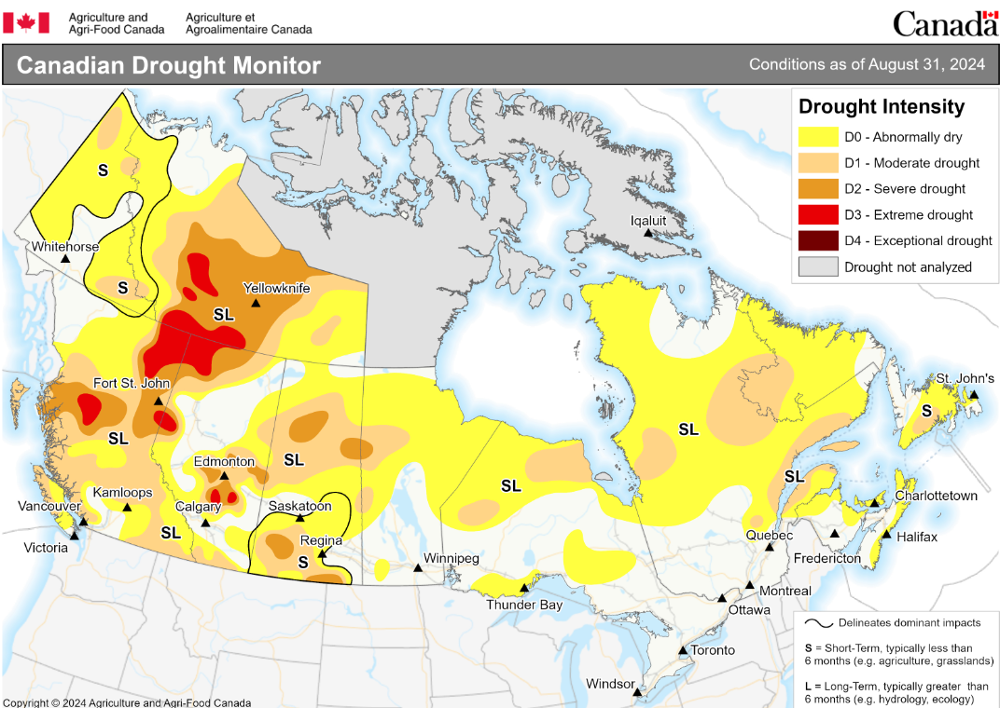 Agriculture and Agri-Food Canada
Agriculture et Agroalimentaire Canada
Canada
Canadian Drought Monitor
Conditions as of August 31, 2024
Drought Intensity
D0 - Abnormally dry
D1 - Moderate drought
D2 - Severe drought
D3 - Extreme drought
D4 - Exceptional drought
Drought not analyzed
S
Iqaluit
Whitehorse
S
Yellowknife
SL
Fort St. John
St. John's
S
SL
SL
Edmonton
SL
SL
SL
Kamloops
Vancouver
Calgary
Saskatoon
Charlottetown
SL
Victoria
Regina
S
Quebec
Halifax
Winnipeg
Fredericton
Thunder Bay
Montreal
Ottawa
Toronto
Windsor
Delineates dominant impacts
S = Short-Term, typically less than
6 months (e.g. agriculture, grasslands)
L = Long-Term, typically greater than
6 months (e.g. hydrology, ecology)
Copyright © 2024 Agriculture and Agri-Food Canada